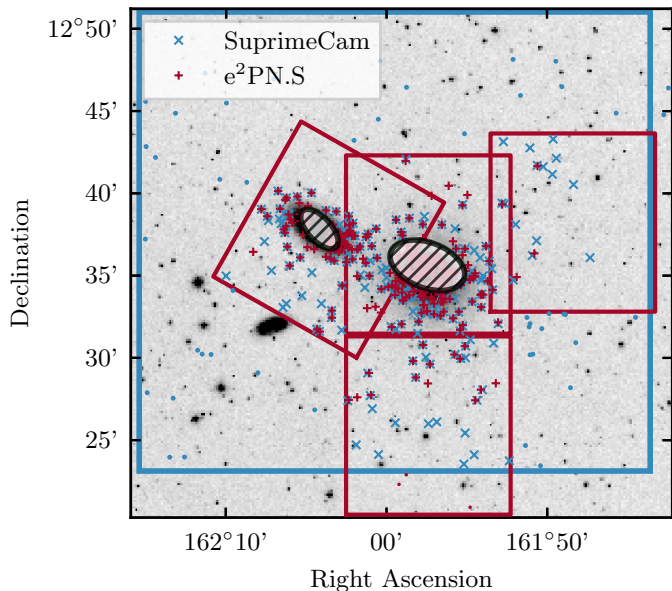 12°50'
45'
40'
35'
30'
25'
Declination
SuprimeCam
e²PN.S
162°10'
00'
161°50'
Right Ascension